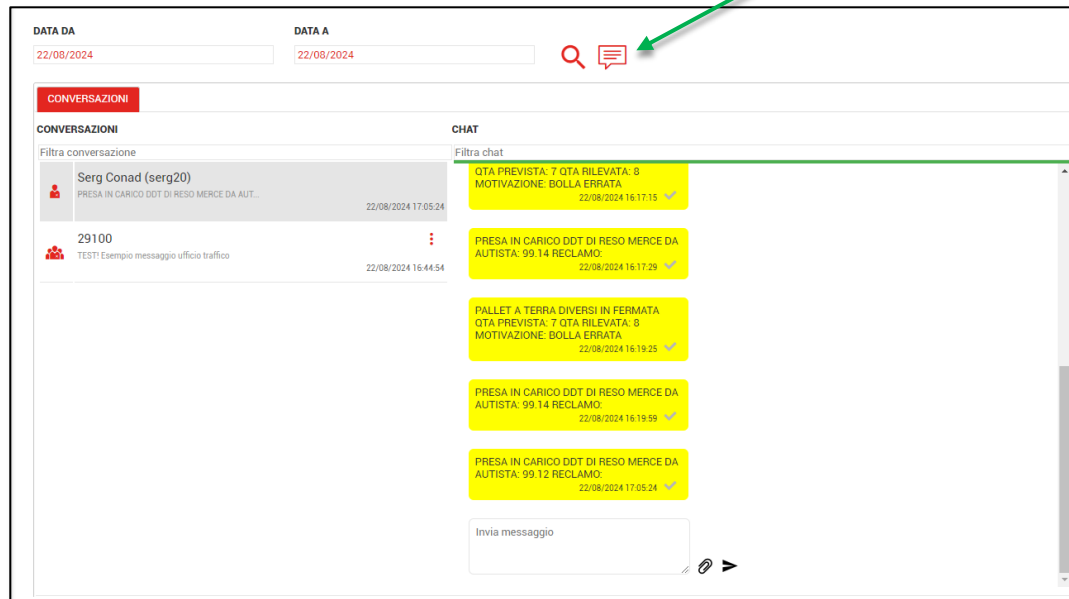 DATA DA
DATA A
22/08/2024
22/08/2024
CONVERSAZIONI
CONVERSAZIONI
CHAT
Filtra conversazione
Filtra chat
Serg Conad (serg20)
PRESA IN CARICO DDT DI RESO MERCE DA AUT...
22/08/2024 17:05:24
29100
TEST! Esempio messaggio ufficio traffico
22/08/2024 16:44:54
QTA PREVISTA: 7 QTA RILEVATA: 8
MOTIVAZIONE: BOLLA ERRATA
22/08/2024 16:17:15
PRESA IN CARICO DDT DI RESO MERCE DA
AUTISTA: 99.14 RECLAMO:
22/08/2024 16:17:29
PALLET A TERRA DIVERSI IN FERMATA
QTA PREVISTA: 7 QTA RILEVATA: 8
MOTIVAZIONE: BOLLA ERRATA
22/08/2024 16:19:25
PRESA IN CARICO DDT DI RESO MERCE DA
AUTISTA: 99.14 RECLAMO:
22/08/2024 16:19:59
PRESA IN CARICO DDT DI RESO MERCE DA
AUTISTA: 99.12 RECLAMO:
22/08/2024 17:05:24
Invia messaggio